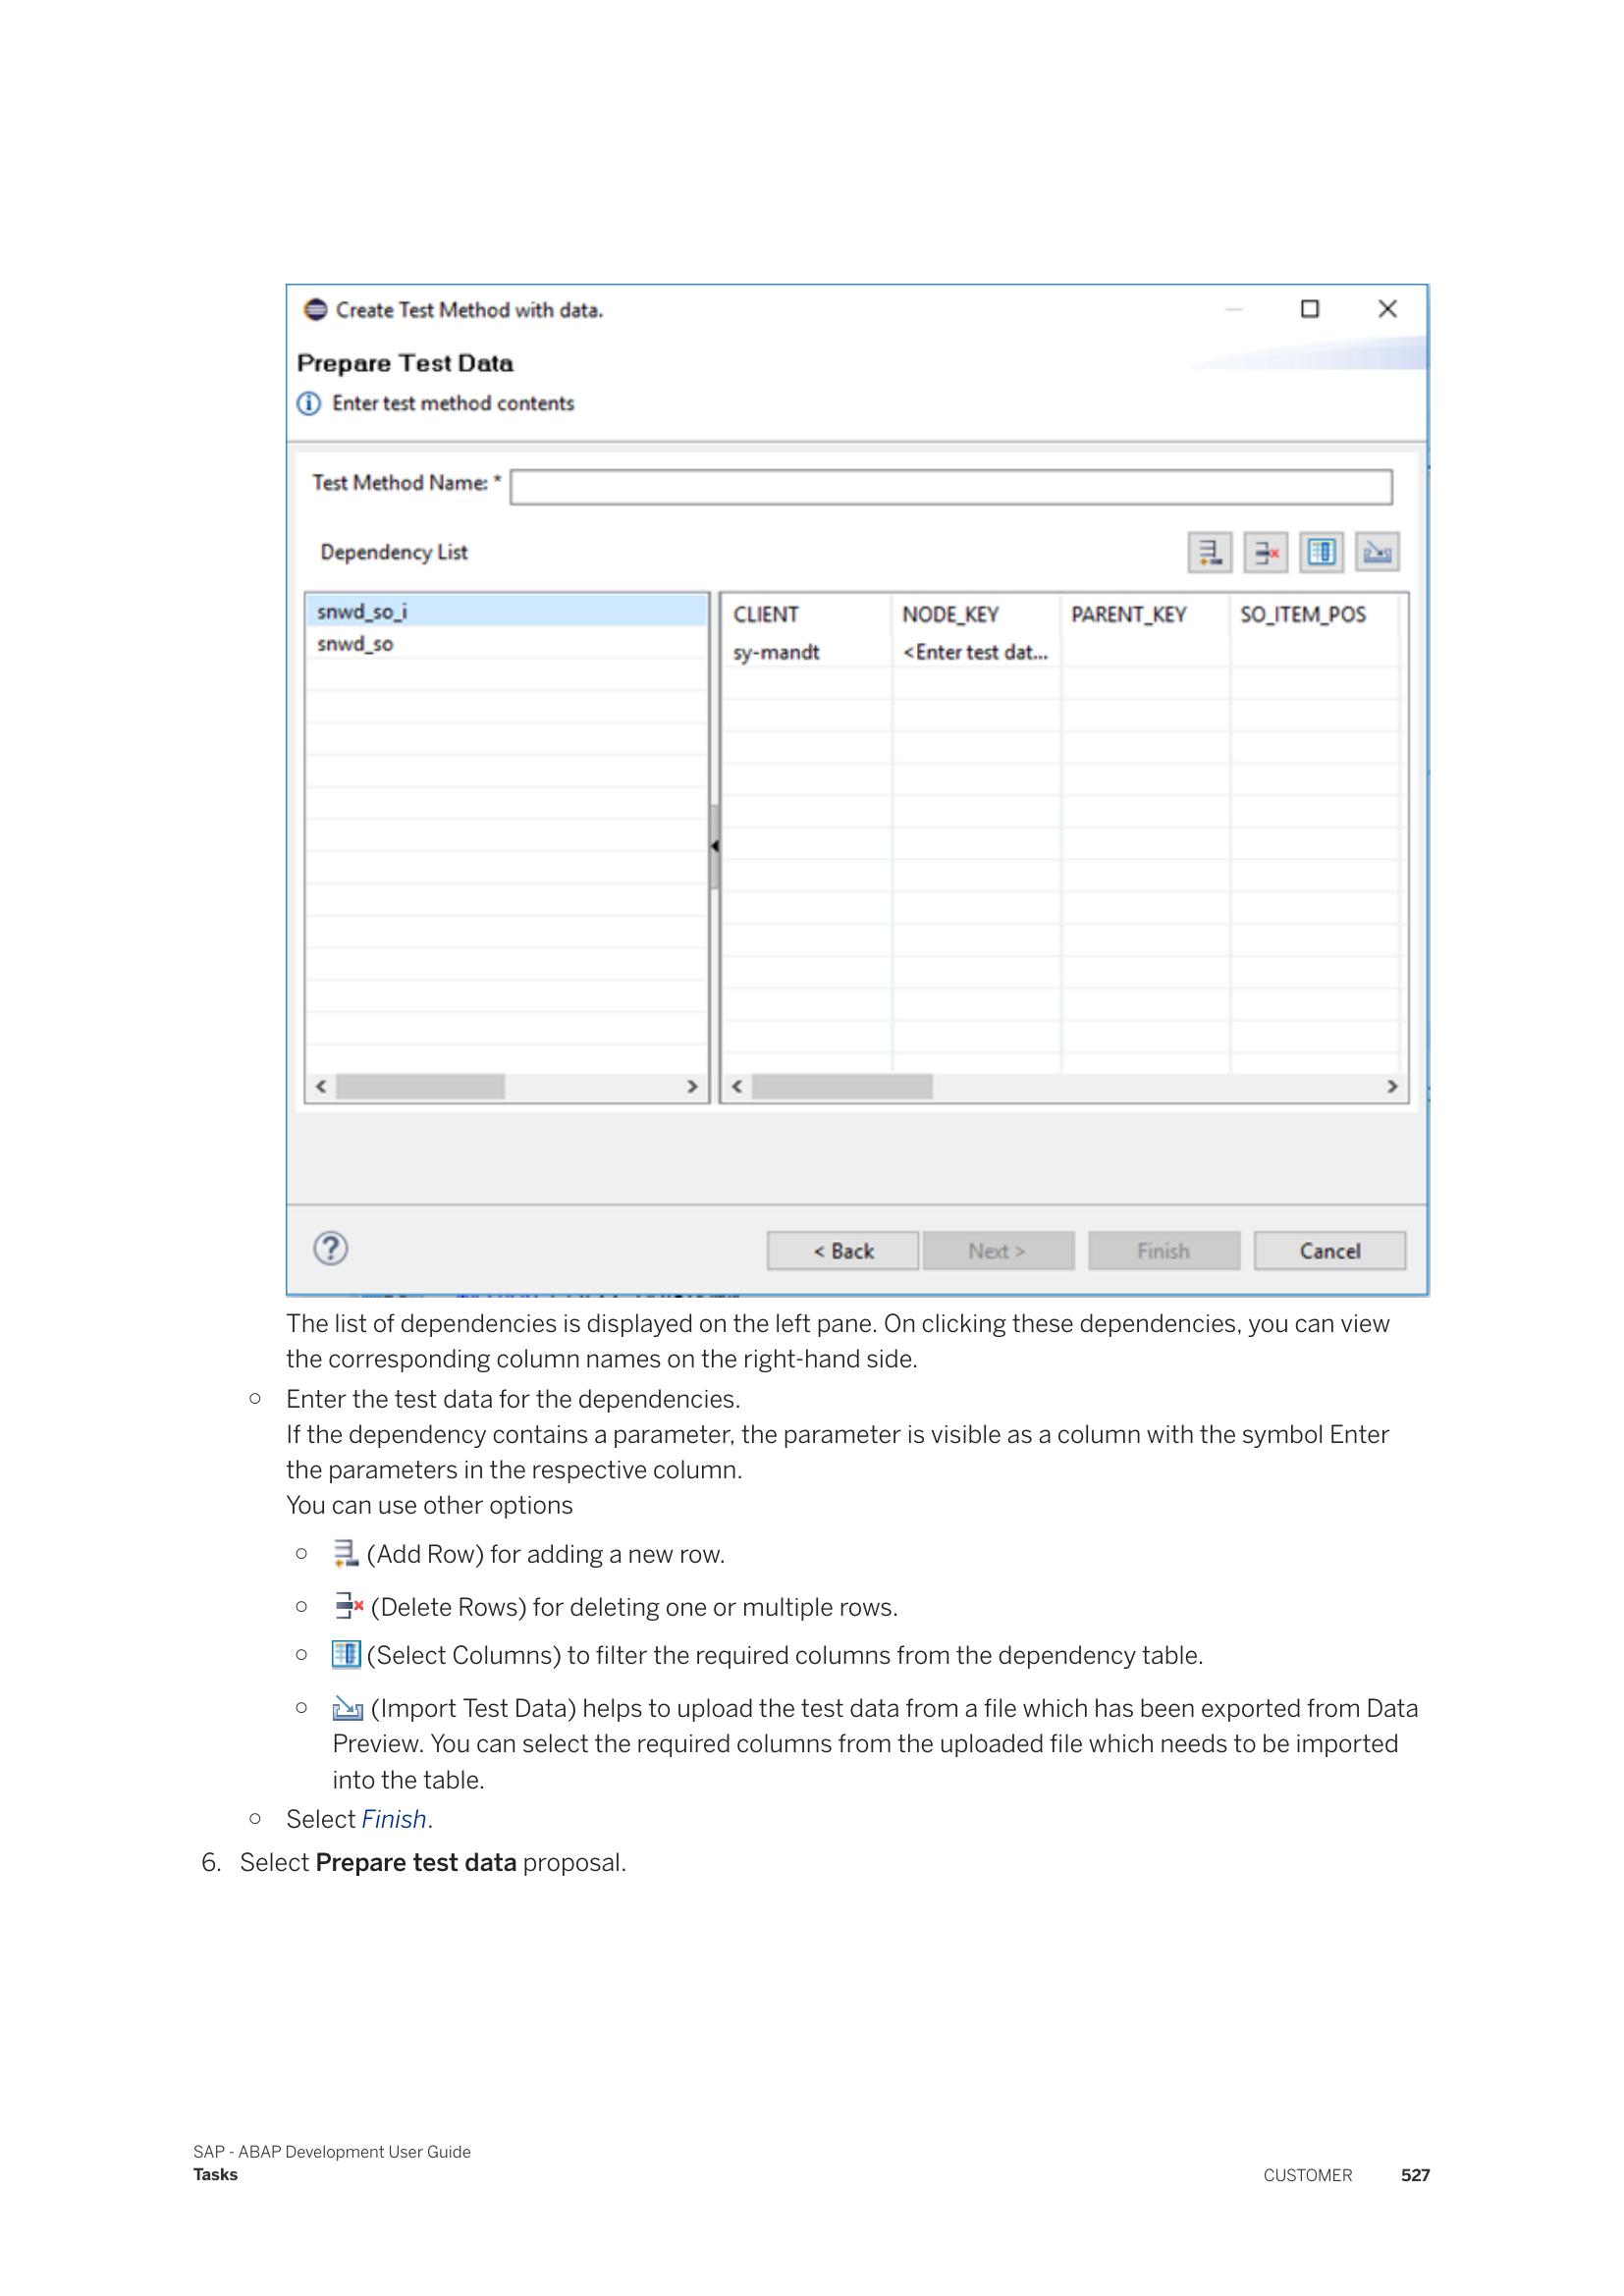 Create Test Method with data.
Prepare Test Data
Enter test method contents
Test Method Name: *
Dependency List
snwd_so_i
snwd_so
CLIENT NODE_KEY PARENT_KEY SO_ITEM_POS
sy-mandt <Enter test dat...
< Back Next > Finish Cancel
The list of dependencies is displayed on the left pane. On clicking these dependencies, you can view
the corresponding column names on the right-hand side.
○ Enter the test data for the dependencies.
If the dependency contains a parameter, the parameter is visible as a column with the symbol Enter
the parameters in the respective column.
You can use other options
○ (Add Row) for adding a new row.
○ (Delete Rows) for deleting one or multiple rows.
○ (Select Columns) to filter the required columns from the dependency table.
○ (Import Test Data) helps to upload the test data from a file which has been exported from Data
Preview. You can select the required columns from the uploaded file which needs to be imported
into the table.
○ Select Finish.
6. Select Prepare test data proposal.
SAP - ABAP Development User Guide
Tasks
CUSTOMER 527